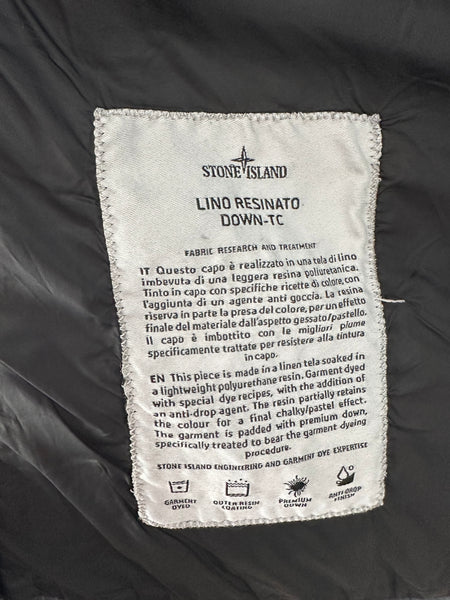 STONE ISLAND
LINO RESINATO
DOWN-TC
FABRIC RESEARCH AND TREATMENT
IT Questo capo è realizzato in una tela di lino
imbevuta di una leggera resina poliuretanica.
Tinto in capo con specifiche ricette di colore, con
l'aggiunta di un agente anti goccia. La resina
riserva in parte la presa del colore, per un effetto
finale del materiale dall'aspetto gessato/pastello.
Il capo è imbottito con le migliori piume
specificamente trattate per resistere alla tintura
in capo.
EN This piece is made in a linen tela soaked in
a lightweight polyurethane resin. Garment dyed
with special dye recipes, with the addition of
an anti-drop agent. The resin partially retains
the colour for a final chalky/pastel effect.
The garment is padded with premium down,
specifically treated to bear the garment dyeing
procedure.
STONE ISLAND ENGINEERING AND GARMENT DYE EXPERTISE
GARMENT
DYED
OUTER RESIN
COATING
PREMIUM
DOWN
ANTI DROP
FINISH